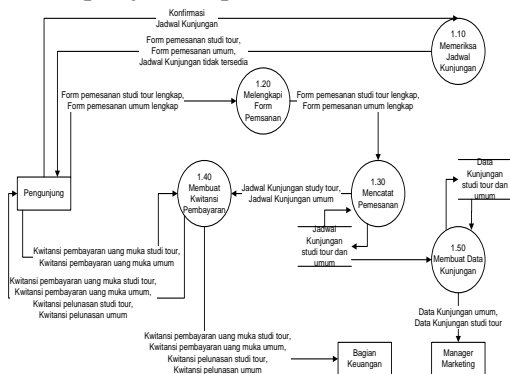 Konfirmasi
Jadwal Kunjungan
Form pemesanan studi tour,
Form pemesanan umum,
Jadwal Kunjungan tidak tersedia
1.10
Memeriksa
Jadwal
Kunjungan
Form pemesanan studi tour lengkap,
Form pemesanan umum lengkap
1.20
Melengkapi
Form
Pemsanan
Form pemesanan studi tour lengkap,
Form pemesanan umum lengkap
Pengunjung
1.40
Membuat
Kwitansi
Pembayaran
Jadwal Kunjungan study tour,
Jadwal Kunjungan umum
1.30
Mencatat
Pemesanan
Data
Kunjungan
studi tour dan
umum
Jadwal
Kunjungan
studi tour dan
umum
1.50
Membuat Data
Kunjungan
Kwitansi pembayaran uang muka studi tour,
Kwitansi pembayaran uang muka umum
Kwitansi pembayaran uang muka studi tour,
Kwitansi pembayaran uang muka umum,
Kwitansi pelunasan studi tour,
Kwitansi pelunasan umum
Kwitansi pembayaran uang muka studi tour,
Kwitansi pembayaran uang muka umum,
Kwitansi pelunasan studi tour,
Kwitansi pelunasan umum
Data Kunjungan umum,
Data Kunjungan studi tour
Bagian
Keuangan
Manager
Marketing